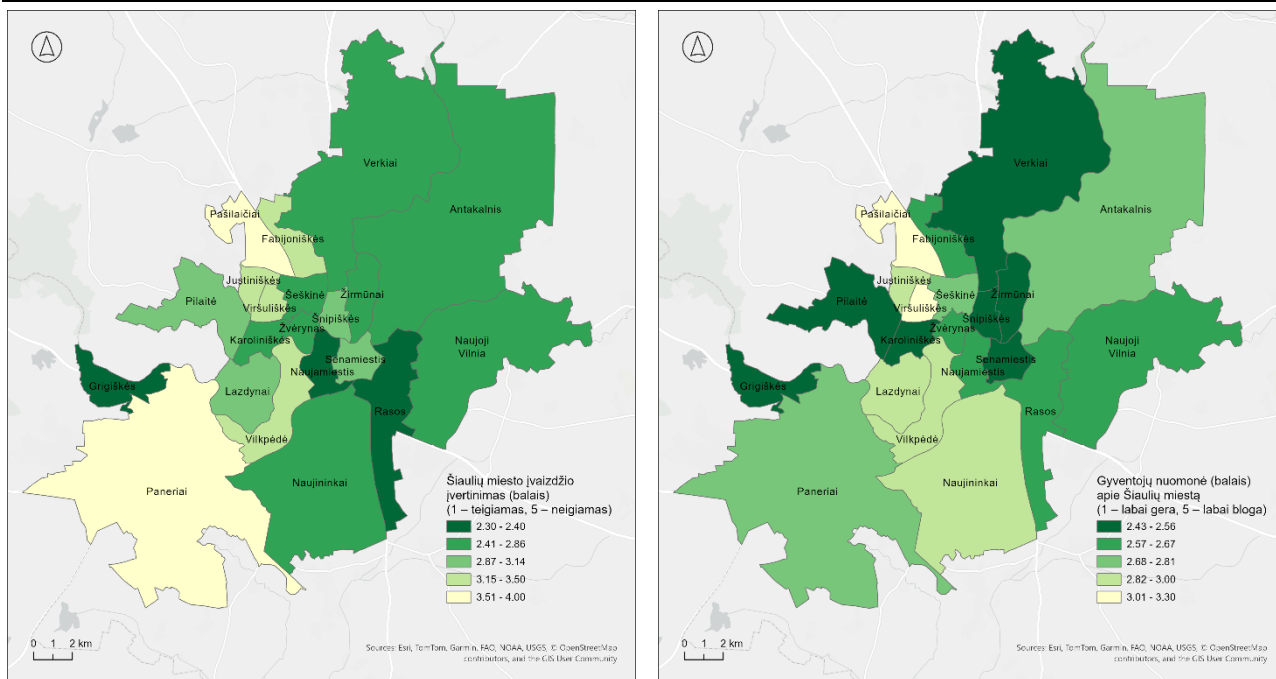 Verkiai
Antakalnis
Pašilaičiai
Fabijoniškės
Justiniškės
Pilaitė
Šeškinė
Žirmūnai
Viršuliškės
Šnipiškės
Žvėrynas
Karoliniškės
Naujoji
Vilnia
Senamiestis
Naujamiestis
Grigiškės
Lazdynai
Rasos
Vilkpėdė
Paneriai
Naujininkai
Šiaulių miesto įvaizdžio
įvertinimas (balais)
(1 – teigiamas, 5 – neigiamas)
2.30 - 2.40
2.41 - 2.86
2.87 - 3.14
3.15 - 3.50
3.51 - 4.00
0 1 2 km
Sources: Esri, TomTom, Garmin, FAO, NOAA, USGS, © OpenStreetMap
contributors, and the GIS User Community
Verkiai
Antakalnis
Pašilaičiai
Fabijoniškės
Justiniškės
Pilaitė
Šeškinė
Žirmūnai
Viršuliškės
Šnipiškės
Žvėrynas
Karoliniškės
Naujoji
Vilnia
Senamiestis
Naujamiestis
Grigiškės
Lazdynai
Rasos
Vilkpėdė
Paneriai
Naujininkai
Gyventojų nuomonė (balais)
apie Šiaulių miestą
(1 – labai gera, 5 – labai bloga)
2.43 - 2.56
2.57 - 2.67
2.68 - 2.81
2.82 - 3.00
3.01 - 3.30
0 1 2 km
Sources: Esri, TomTom, Garmin, FAO, NOAA, USGS, © OpenStreetMap
contributors, and the GIS User Community